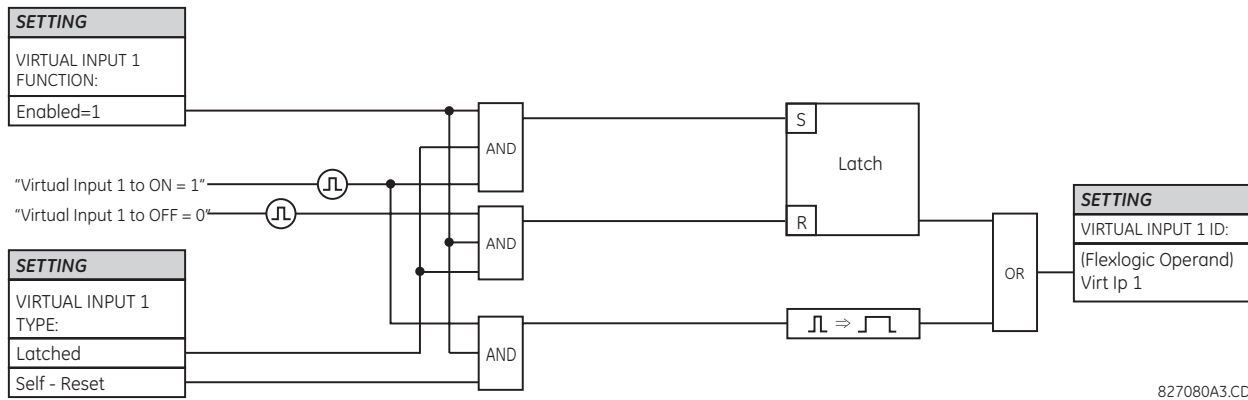 SETTING
VIRTUAL INPUT 1
FUNCTION:
Enabled=1
AND
S
Latch
"Virtual Input 1 to ON = 1"
"Virtual Input 1 to OFF = 0"
AND
R
SETTING
VIRTUAL INPUT 1 ID:
(Flexlogic Operand)
Virt Ip 1
OR
SETTING
VIRTUAL INPUT 1
TYPE:
Latched
Self - Reset
AND
⇒
827080A3.CD